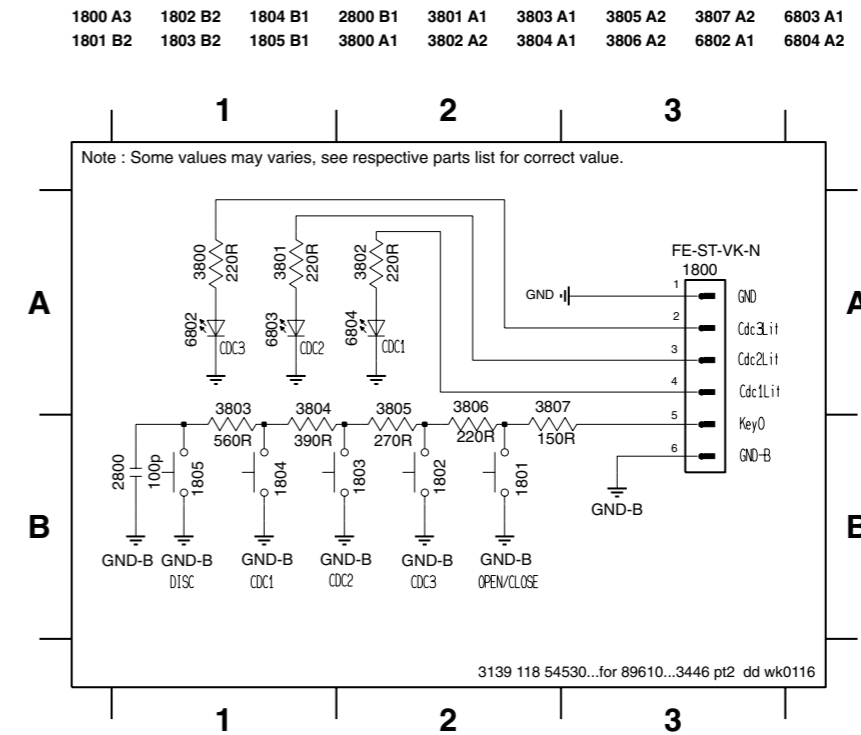 1800 A3 1802 B2 1804 B1 2800 B1 3801 A1 3803 A1 3805 A2 3807 A2 6803 A1
1801 B2 1803 B2 1805 B1 3800 A1 3802 A2 3804 A1 3806 A2 6802 A1 6804 A2
1 2 3
Note : Some values may varies, see respective parts list for correct value.
A A
3800 220R 3801 220R 3802 220R
6802 CDC3 6803 CDC2 6804 CDC1
FE-ST-VK-N
1800
GND 1 GND
2 Cdc3Lit
3 Cdc2Lit
4 Cdc1Lit
5 Key0
6 GND-B
GND-B
3803 3804 3805 3806 3807
560R 390R 270R 220R 150R
2800 100p 1805 1804 1803 1802 1801
B B
GND-B GND-B GND-B GND-B GND-B GND-B
DISC CDC1 CDC2 CDC3 OPEN/CLOSE
3139 118 54530...for 89610...3446 pt2 dd wk0116
1 2 3